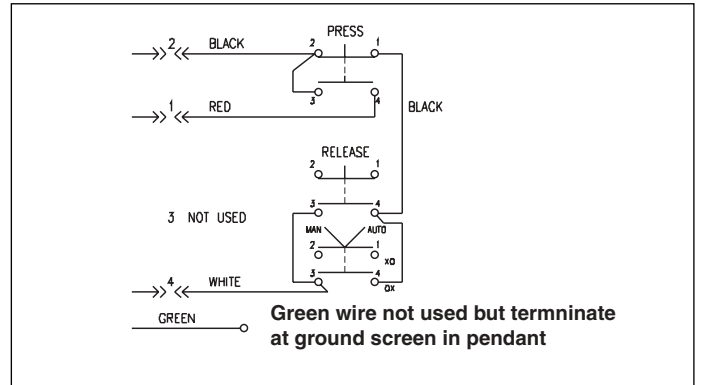 PRESS
2 BLACK 2 1
3 4
1 RED
BLACK
RELEASE
2 1
3 4
3 NOT USED
MAN AUTO
2 1
XO
3 4
4 WHITE
OX
GREEN
Green wire not used but termninate
at ground screen in pendant